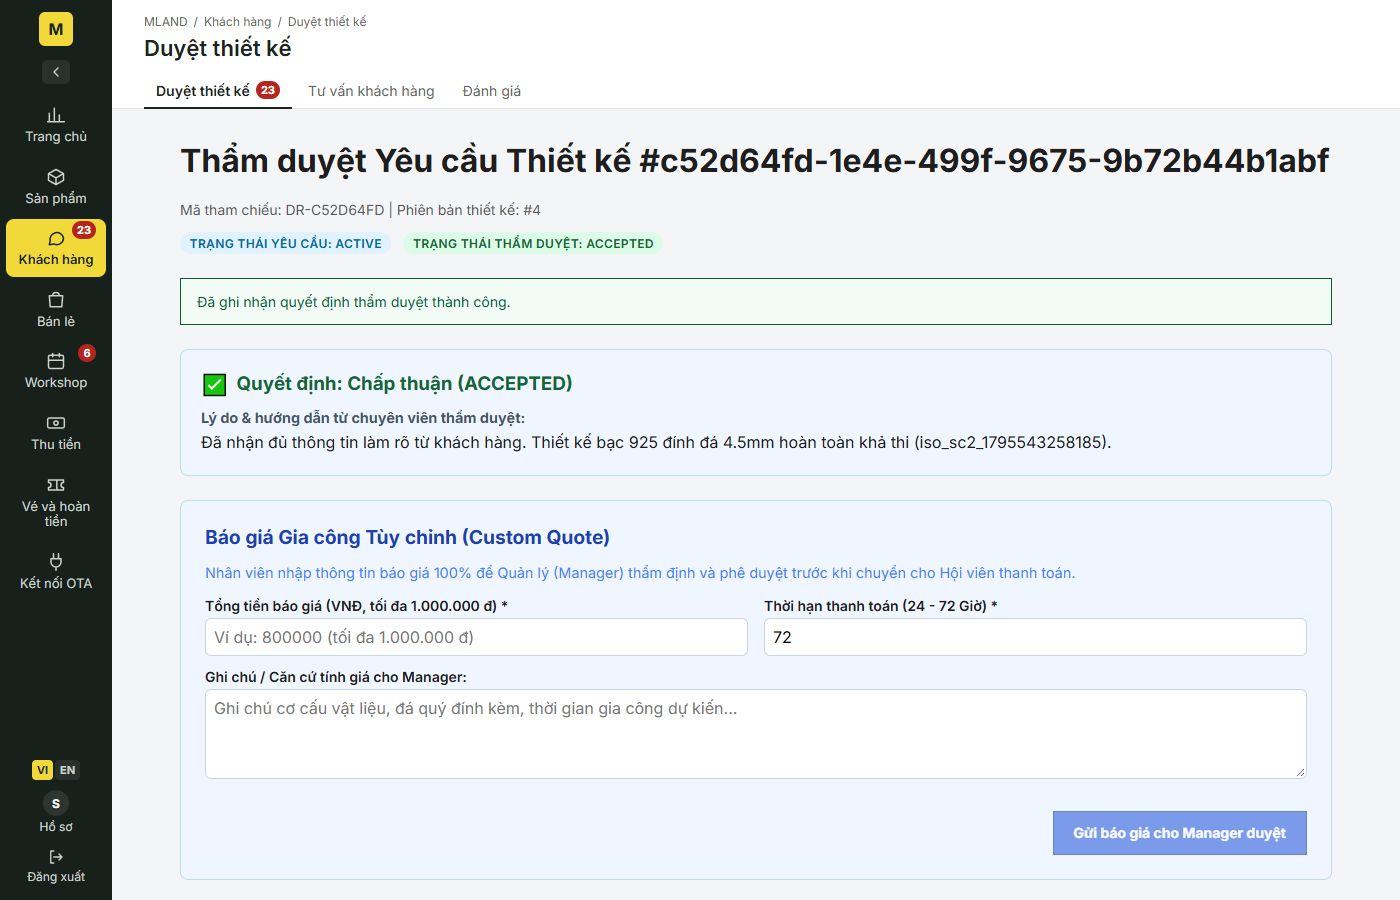 M
Trang chủ
Sản phẩm
23
Khách hàng
Bán lẻ
6
Workshop
Thu tiền
Vé và hoàn
tiền
Kết nối OTA
VI EN
S
Hồ sơ
Đăng xuất
MLAND / Khách hàng / Duyệt thiết kế
Duyệt thiết kế
Duyệt thiết kế 23 Tư vấn khách hàng Đánh giá
Thẩm duyệt Yêu cầu Thiết kế #c52d64fd-1e4e-499f-9675-9b72b44b1abf
Mã tham chiếu: DR-C52D64FD | Phiên bản thiết kế: #4
TRẠNG THÁI YÊU CẦU: ACTIVE TRẠNG THÁI THẨM DUYỆT: ACCEPTED
Đã ghi nhận quyết định thẩm duyệt thành công.
Quyết định: Chấp thuận (ACCEPTED)
Lý do & hướng dẫn từ chuyên viên thẩm duyệt:
Đã nhận đủ thông tin làm rõ từ khách hàng. Thiết kế bạc 925 đính đá 4.5mm hoàn toàn khả thi (iso_sc2_1795543258185).
Báo giá Gia công Tùy chỉnh (Custom Quote)
Nhân viên nhập thông tin báo giá 100% để Quản lý (Manager) thẩm định và phê duyệt trước khi chuyển cho Hội viên thanh toán.
Tổng tiền báo giá (VNĐ, tối đa 1.000.000 đ) * Thời hạn thanh toán (24 - 72 Giờ) *
Ví dụ: 800000 (tối đa 1.000.000 đ) 72
Ghi chú / Căn cứ tính giá cho Manager:
Ghi chú cơ cấu vật liệu, đá quý đính kèm, thời gian gia công dự kiến...
Gửi báo giá cho Manager duyệt